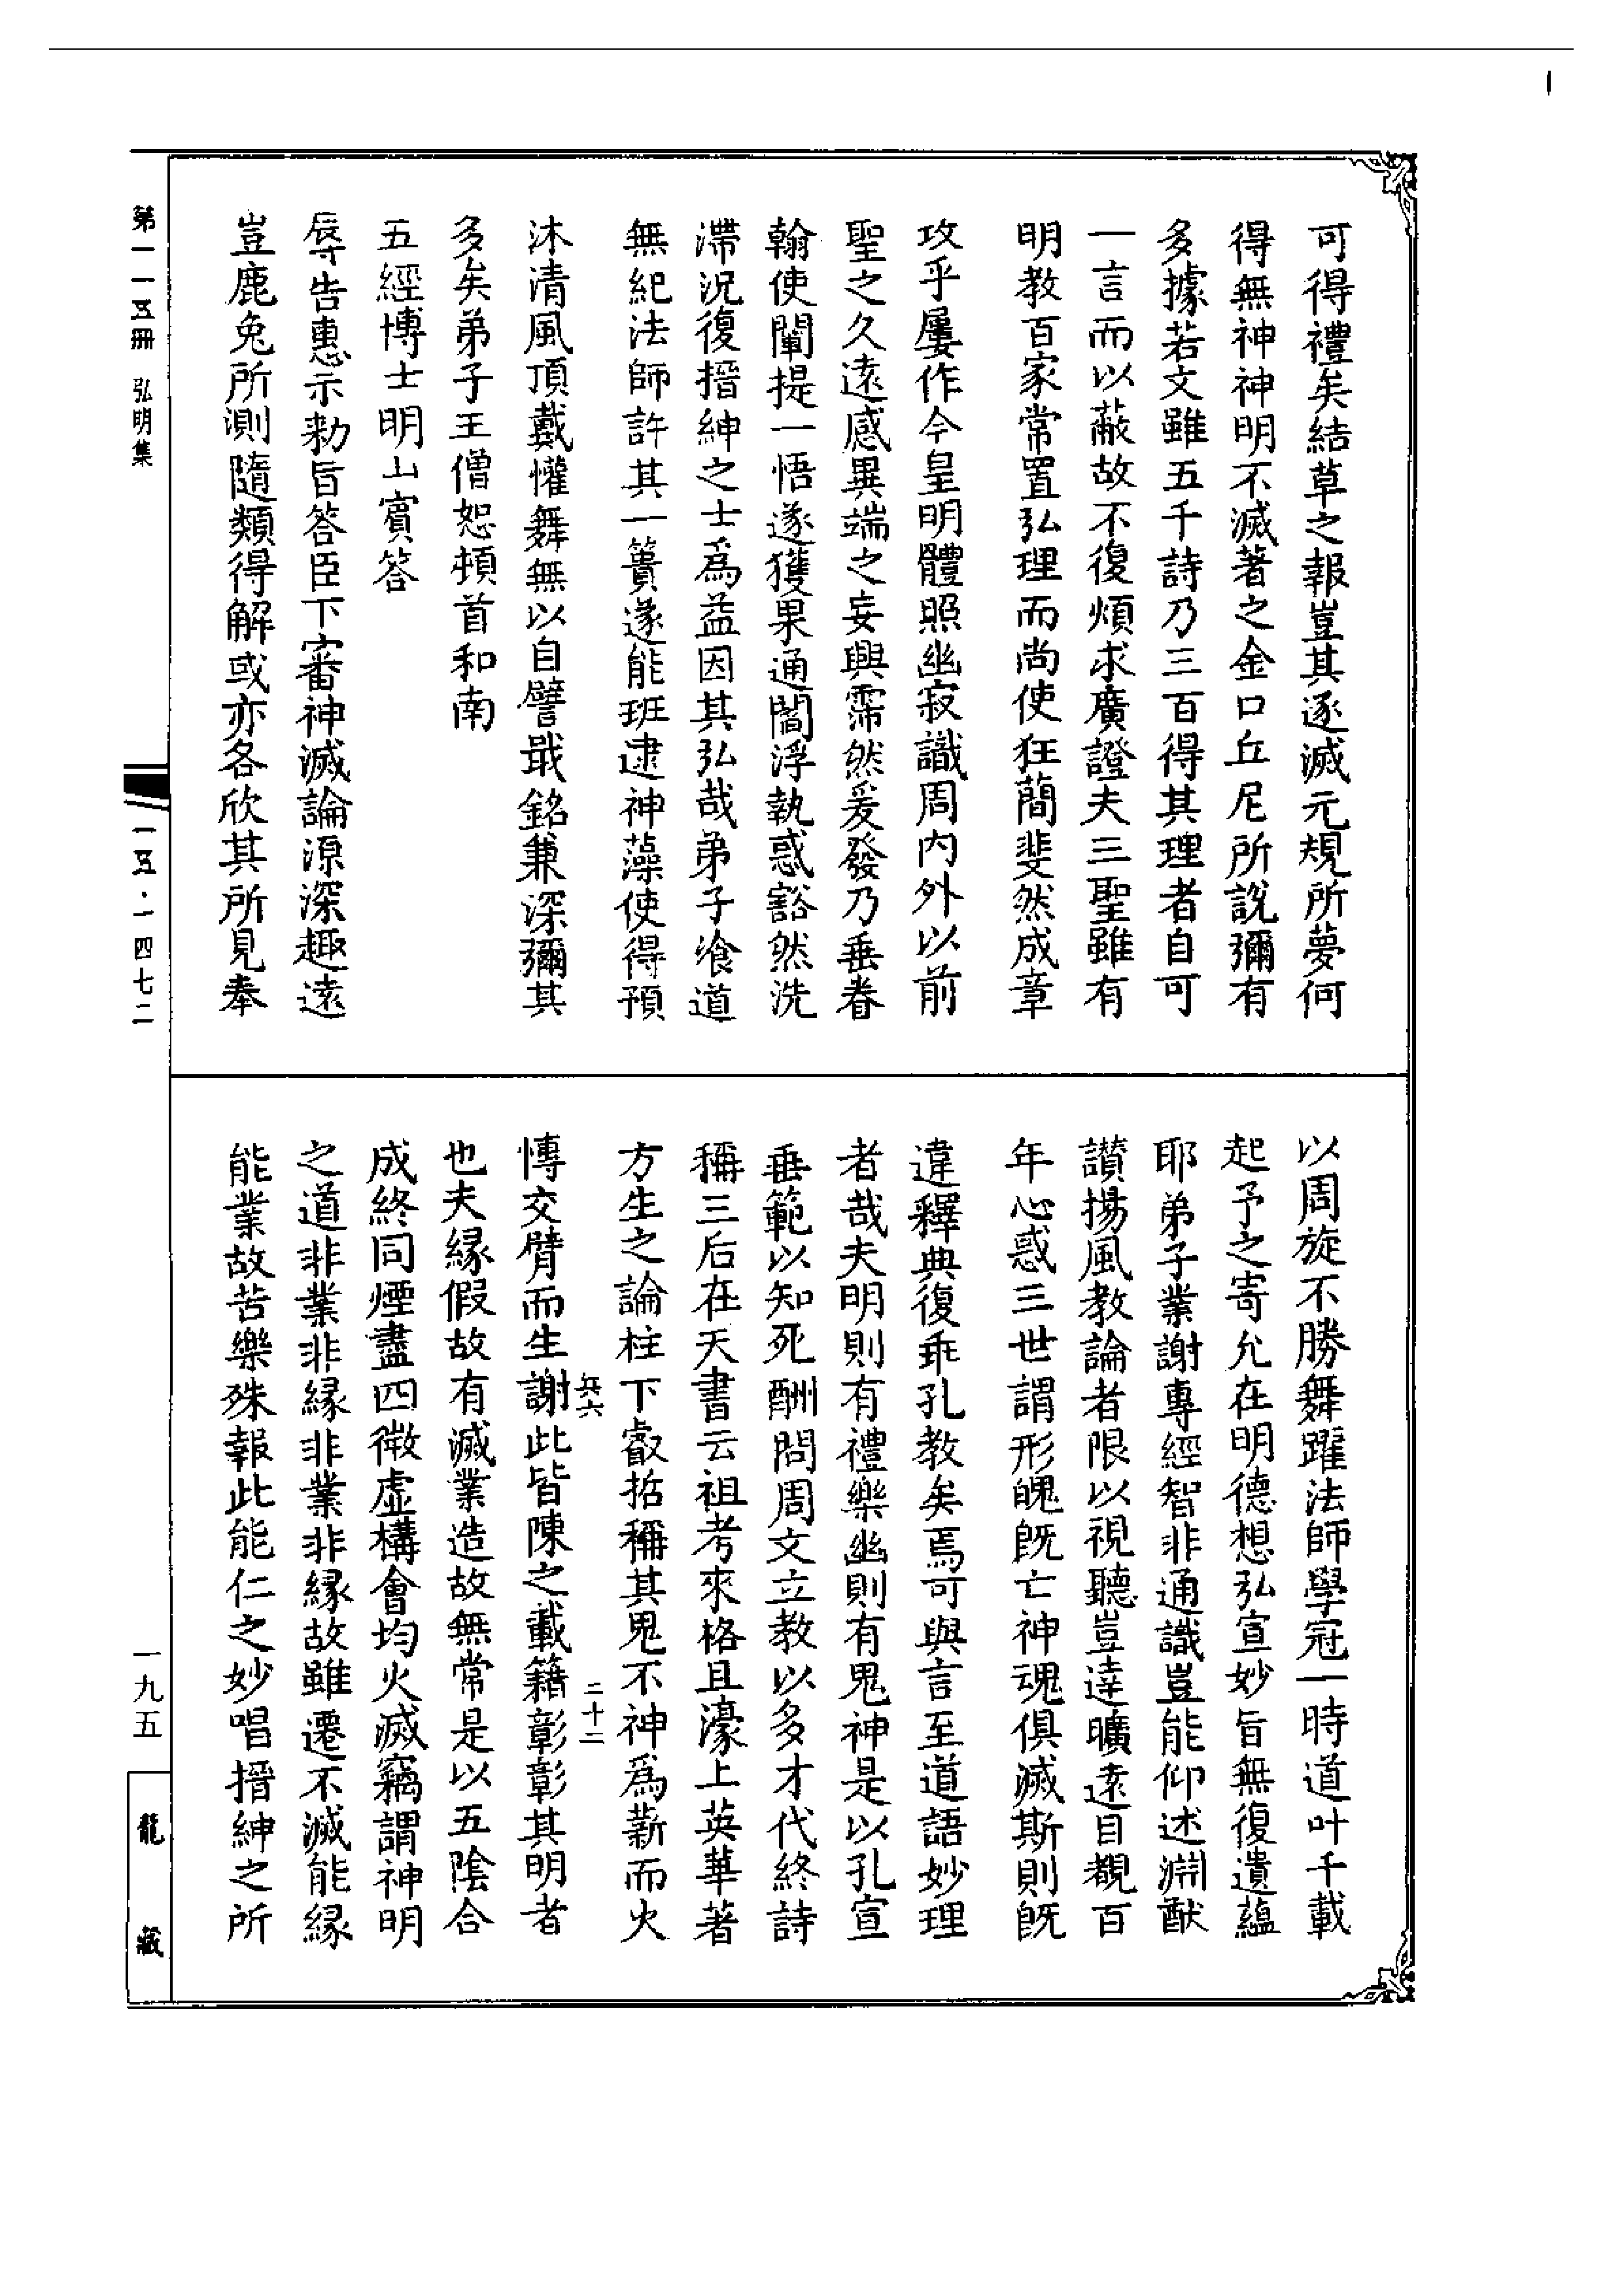 可得禮矣結草之報豈其逐滅元規所夢何
得無神神明不滅著之金口丘尼所說彌有
多據若文雖五千詩乃三百得其理者自可
一言而以蔽故不復煩求廣證夫三聖雖有
明教百家常置弘理而尚使狂簡斐然成章
攻乎屢作今皇明體照幽寂識周內外以前
聖之久遠感異端之妄興霈然爰發乃垂眷
翰使闡提一悟遂獲果通閻浮執惑豁然洗
滯況復搢紳之士為益因其弘哉弟子飡道
無紀法師許其一簣遂能班逮神藻使得預
沐清風頂戴懽舞無以自譬戢銘兼深彌其
多矣弟子王僧恕頓首和南
五經博士明山賓答
辱告惠示勑旨答臣下審神滅論源深趣遠
豈鹿兔所測隨類得解或亦各欣其所見奉
以周旋不勝舞躍法師學冠一時道叶千載
起予之寄允在明德想弘宣妙旨無復遺蘊
耶弟子業謝專經智非通識豈能仰述淵猷
讚揚風教論者限以視聽豈達曠遠目覩百
年心惑三世謂形魄既亡神魂俱滅斯則既
違釋典復乖孔教矣焉可與言至道語妙理
者哉夫明則有禮樂幽則有鬼神是以孔宣
垂範以知死酬問周文立教以多才代終詩
稱三后在天書云祖考來格且濠上英華著
方生之論柱下叡哲稱其鬼不神為薪而火
兵六
二十二
慱交臂而生謝此皆陳之載籍彰彰其明者
也夫緣假故有滅業造故無常是以五陰合
成終同煙盡四微虛構會均火滅竊謂神明
之道非業非緣非業非緣故雖遷不滅能緣
能業故苦樂殊報此能仁之妙唱搢紳之所
第一一五冊 弘明集
一一五·一四七二
一九五
龍藏